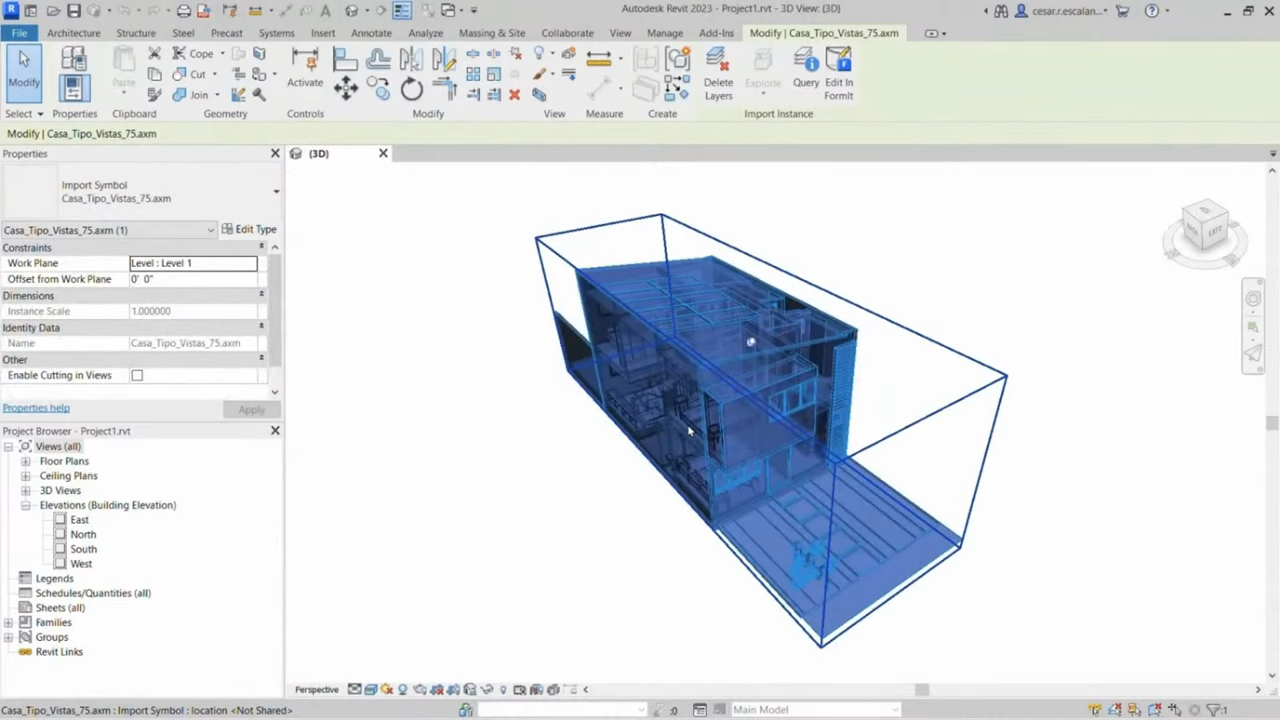 Autodesk Revit 2023 - Project1.rvt - 3D View: {3D}
cesar.r.escalan...
File Architecture Structure Steel Precast Systems Insert Annotate Analyze Massing & Site Collaborate View Manage Add-Ins Modify | Casa_Tipo_Vistas_75.axm
Modify
Paste
Cope
Cut
Join
Activate
Delete Layers
Explode
Query
Edit In FormIt
Select Properties Clipboard Geometry Controls Modify View Measure Create Import Instance
Modify | Casa_Tipo_Vistas_75.axm
Properties
{3D}
Import Symbol
Casa_Tipo_Vistas_75.axm
Casa_Tipo_Vistas_75.axm (1) Edit Type
Constraints
Work Plane Level : Level 1
Offset from Work Plane 0' 0"
Dimensions
Instance Scale 1.000000
Identity Data
Name Casa_Tipo_Vistas_75.axm
Other
Enable Cutting in Views
Properties help Apply
Project Browser - Project1.rvt
Views (all)
Floor Plans
Ceiling Plans
3D Views
Elevations (Building Elevation)
East
North
South
West
Legends
Schedules/Quantities (all)
Sheets (all)
Families
Groups
Revit Links
LEFT
Perspective
Casa_Tipo_Vistas_75.axm : Import Symbol : location <Not Shared>
:0
Main Model
:1